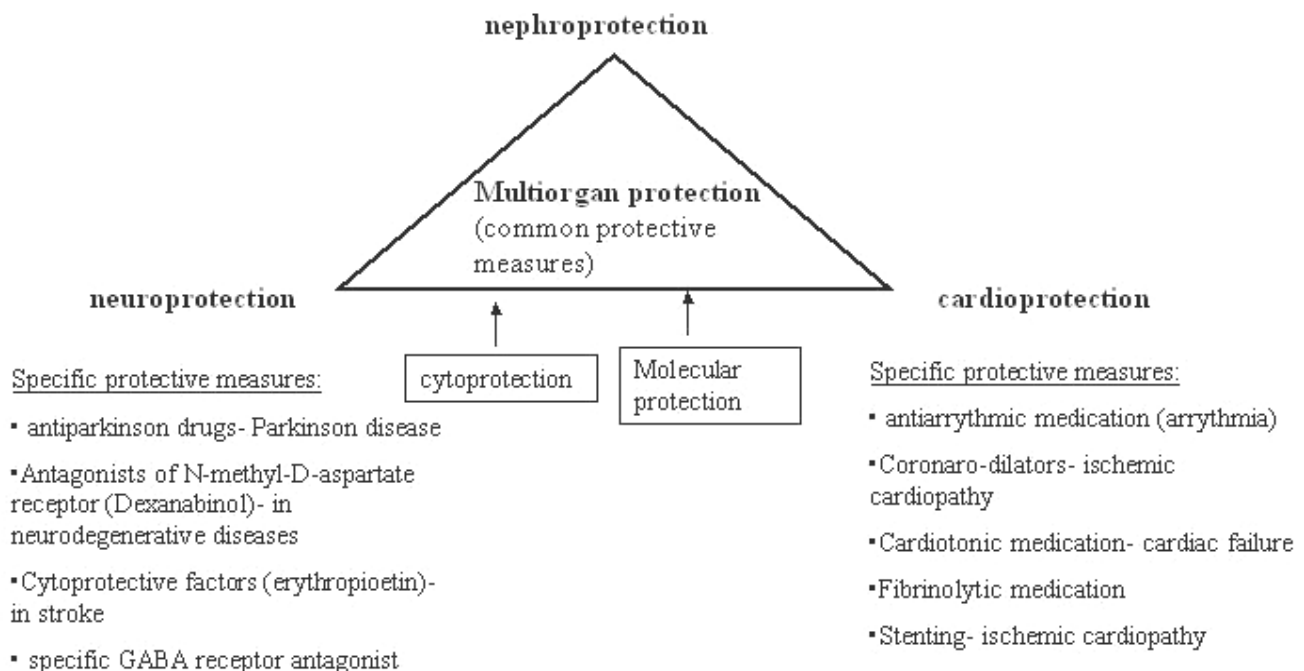 nephroprotection
Multiorgan protection
(common protective
measures)
neuroprotection
cardioprotection
cytoprotection
Molecular
protection
Specific protective measures:
▪ antiparkinson drugs- Parkinson disease
▪Antagonists of N-methyl-D-aspartate
receptor (Dexanabinol)- in
neurodegenerative diseases
▪Cytoprotective factors (erythropioetin)-
in stroke
▪ specific GABA receptor antagonist
Specific protective measures:
▪ antiarrythmic medication (arrythmia)
▪Coronaro-dilators- ischemic
cardiopathy
▪Cardiotonic medication- cardiac failure
▪Fibrinolytic medication
▪Stenting- ischemic cardiopathy